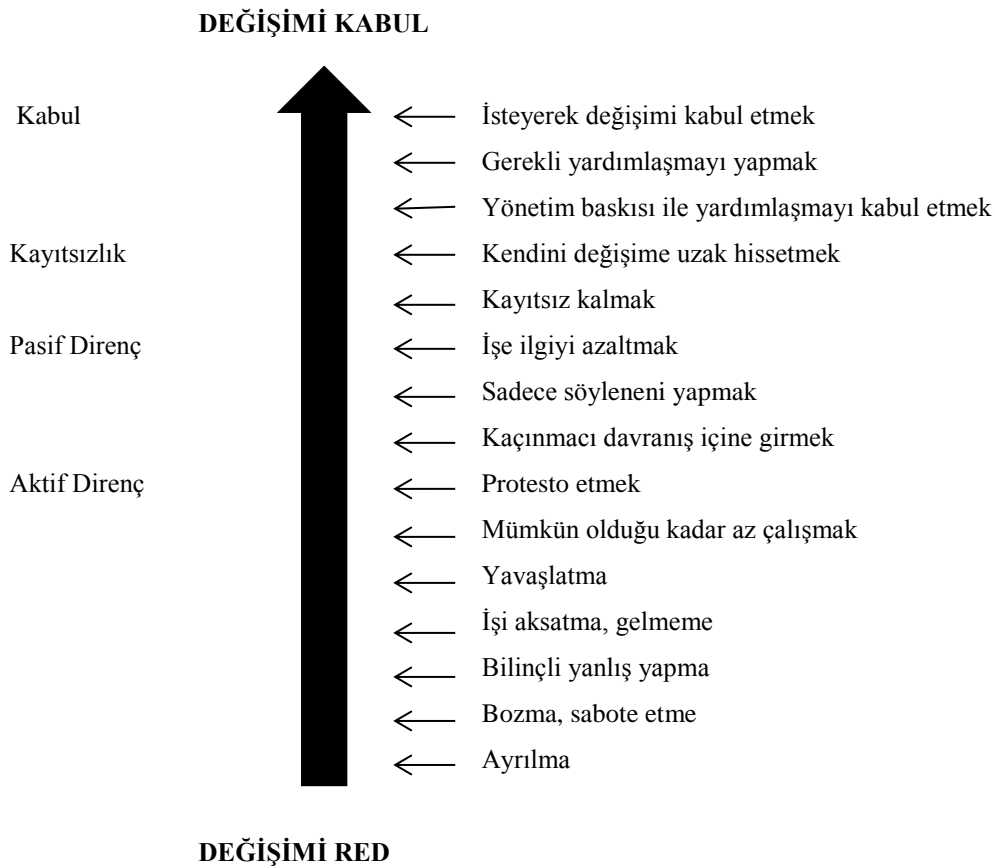 DEĞİŞİMİ KABUL
Kabul İsteyerek değişimi kabul etmek
Gerekli yardımlaşmayı yapmak
Yönetim baskısı ile yardımlaşmayı kabul etmek
Kayıtsızlık Kendini değişime uzak hissetmek
Kayıtsız kalmak
Pasif Direnç İşe ilgiyi azaltmak
Sadece söyleneni yapmak
Kaçınmacı davranış içine girmek
Aktif Direnç Protesto etmek
Mümkün olduğu kadar az çalışmak
Yavaşlatma
İşi aksatma, gelmeme
Bilinçli yanlış yapma
Bozma, sabote etme
Ayrılma
DEĞİŞİMİ RED